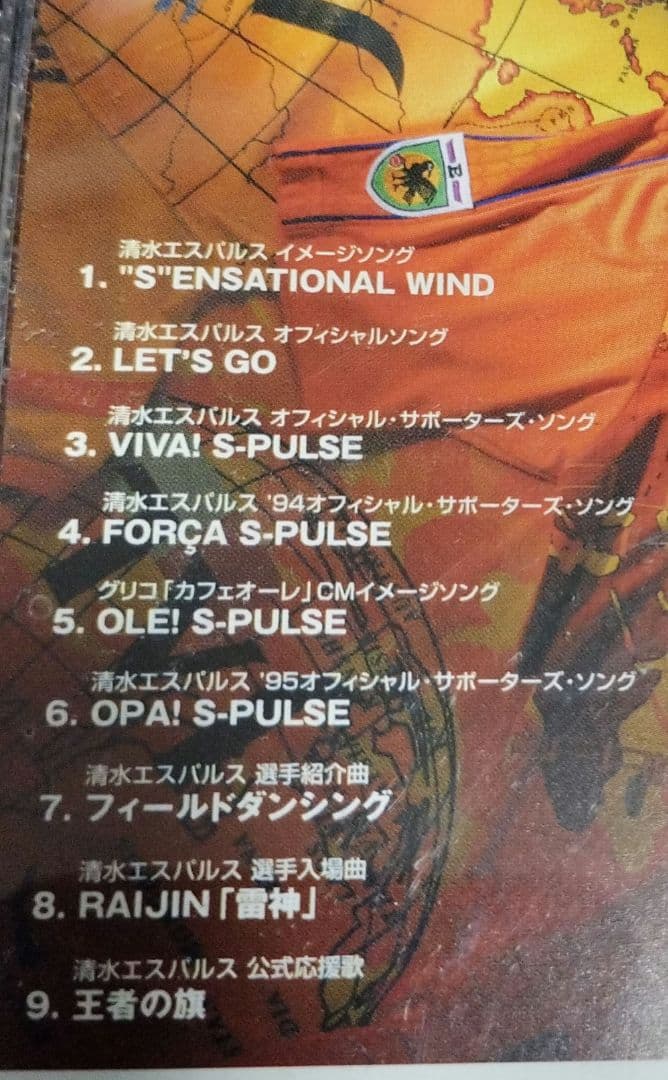 清水エスパルス イメージソング
1. "S"ENSATIONAL WIND
清水エスパルス オフィシャルソング
2. LET'S GO
清水エスパルス オフィシャル・サポーターズ・ソング
3. VIVA! S-PULSE
清水エスパルス '94オフィシャル・サポーターズ・ソング
4. FORÇA S-PULSE
グリコ「カフェオーレ」CMイメージソング
5. OLE! S-PULSE
清水エスパルス '95オフィシャル・サポーターズ・ソング
6. OPA! S-PULSE
清水エスパルス 選手紹介曲
7. フィールドダンシング
清水エスパルス 選手入場曲
8. RAIJIN「雷神」
清水エスパルス 公式応援歌
9. 王者の旗